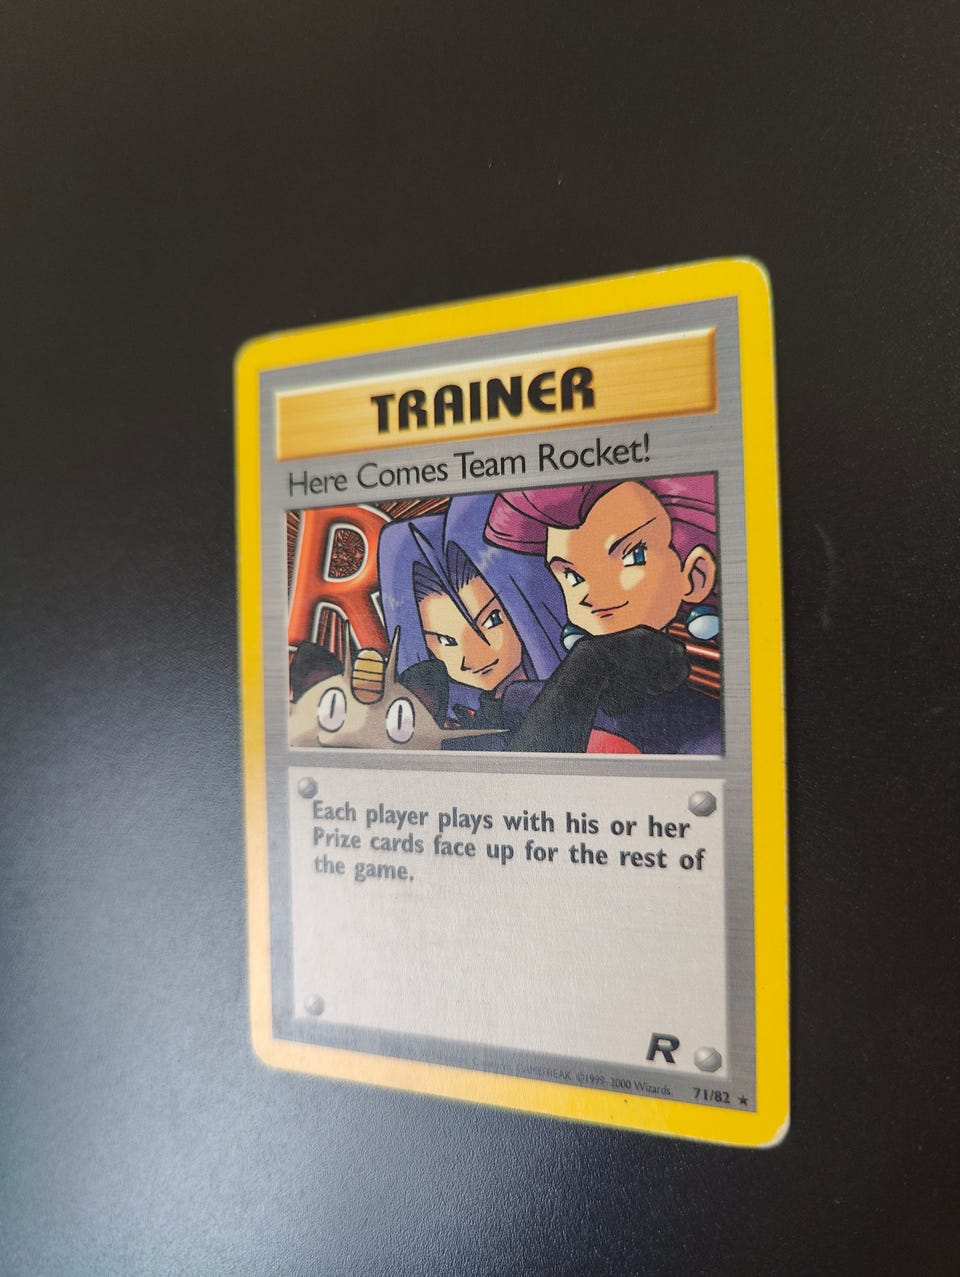 TRAINER
Here Comes Team Rocket!
R
Each player plays with his or her
Prize cards face up for the rest of
the game.
R
GAMEFREAK ©1999-2000 Wizards.
71/82 ★